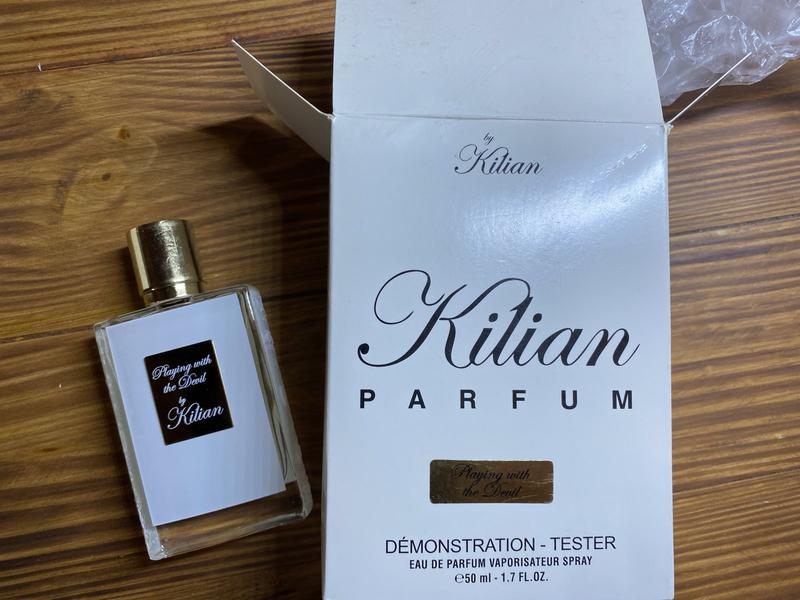 Playing with
the Devil
by
Kilian
by
Kilian
Kilian
PARFUM
Playing with
the Devil
DÉMONSTRATION - TESTER
EAU DE PARFUM VAPORISATEUR SPRAY
℮50 ml - 1.7 FL.OZ.